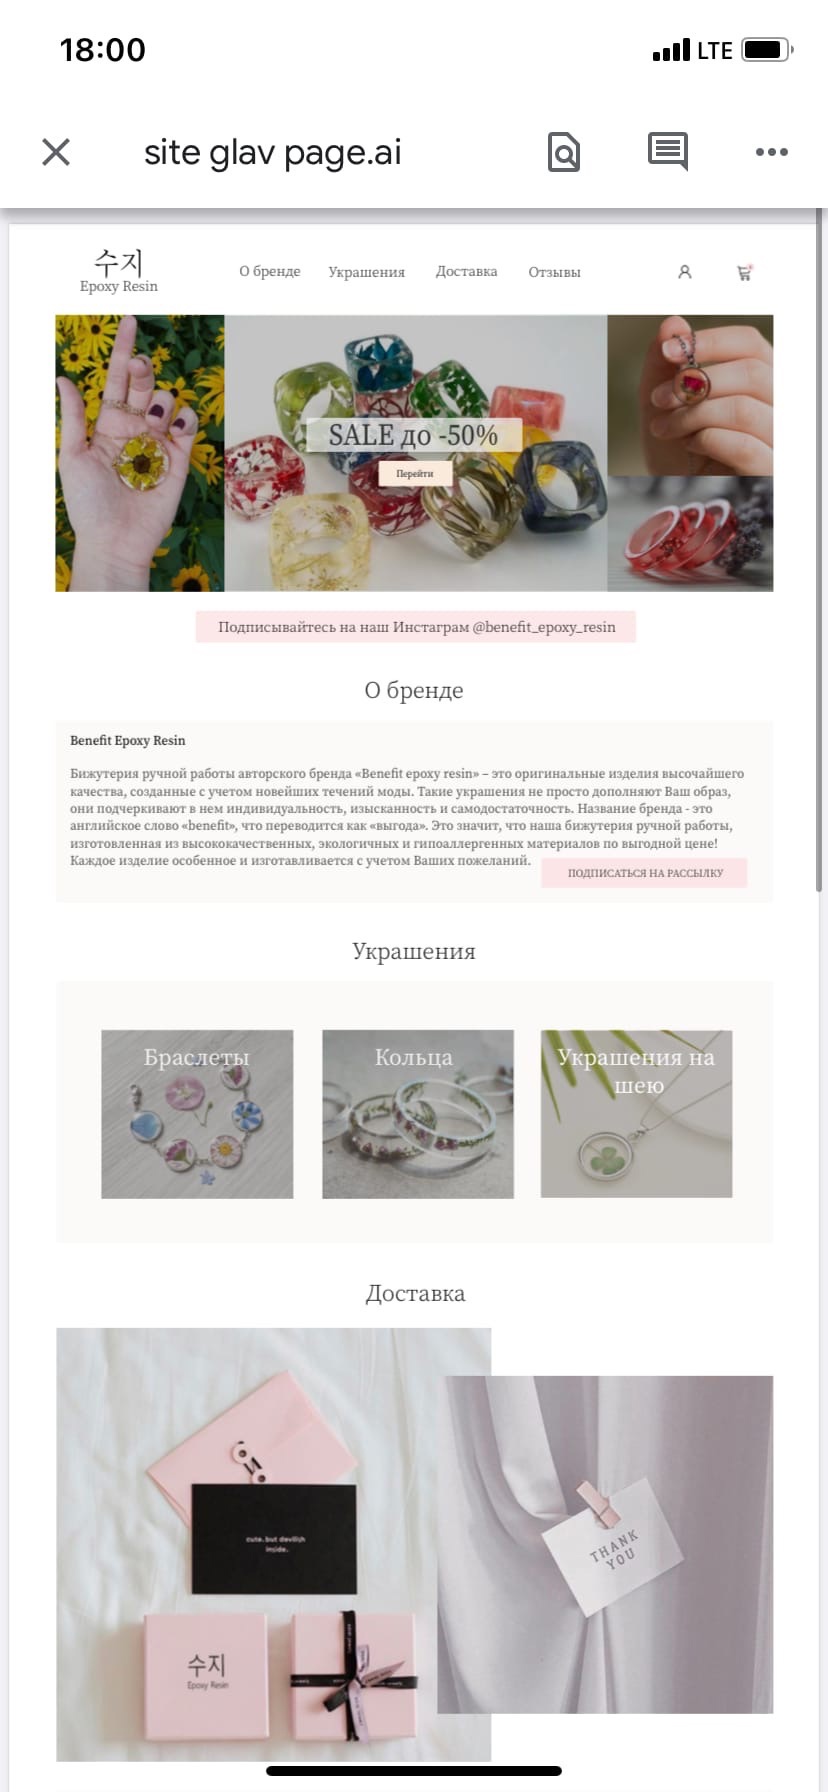 18:00
LTE
site glav page.ai
수지
Epoxy Resin
О бренде Украшения Доставка Отзывы
SALE до -50%
Перейти
Подписывайтесь на наш Инстаграм @benefit_epoxy_resin
О бренде
Benefit Epoxy Resin
Бижутерия ручной работы авторского бренда «Benefit epoxy resin» – это оригинальные изделия высочайшего
качества, созданные с учетом новейших течений моды. Такие украшения не просто дополняют Ваш образ,
они подчеркивают в нем индивидуальность, изысканность и самодостаточность. Название бренда - это
английское слово «benefit», что переводится как «выгода». Это значит, что наша бижутерия ручной работы,
изготовленная из высококачественных, экологичных и гипоаллергенных материалов по выгодной цене!
Каждое изделие особенное и изготавливается с учетом Ваших пожеланий.
ПОДПИСАТЬСЯ НА РАССЫЛКУ
Украшения
Браслеты
Кольца
Украшения на
шею
Доставка
cute. but devilish
inside.
THANK
YOU
수지
Epoxy Resin